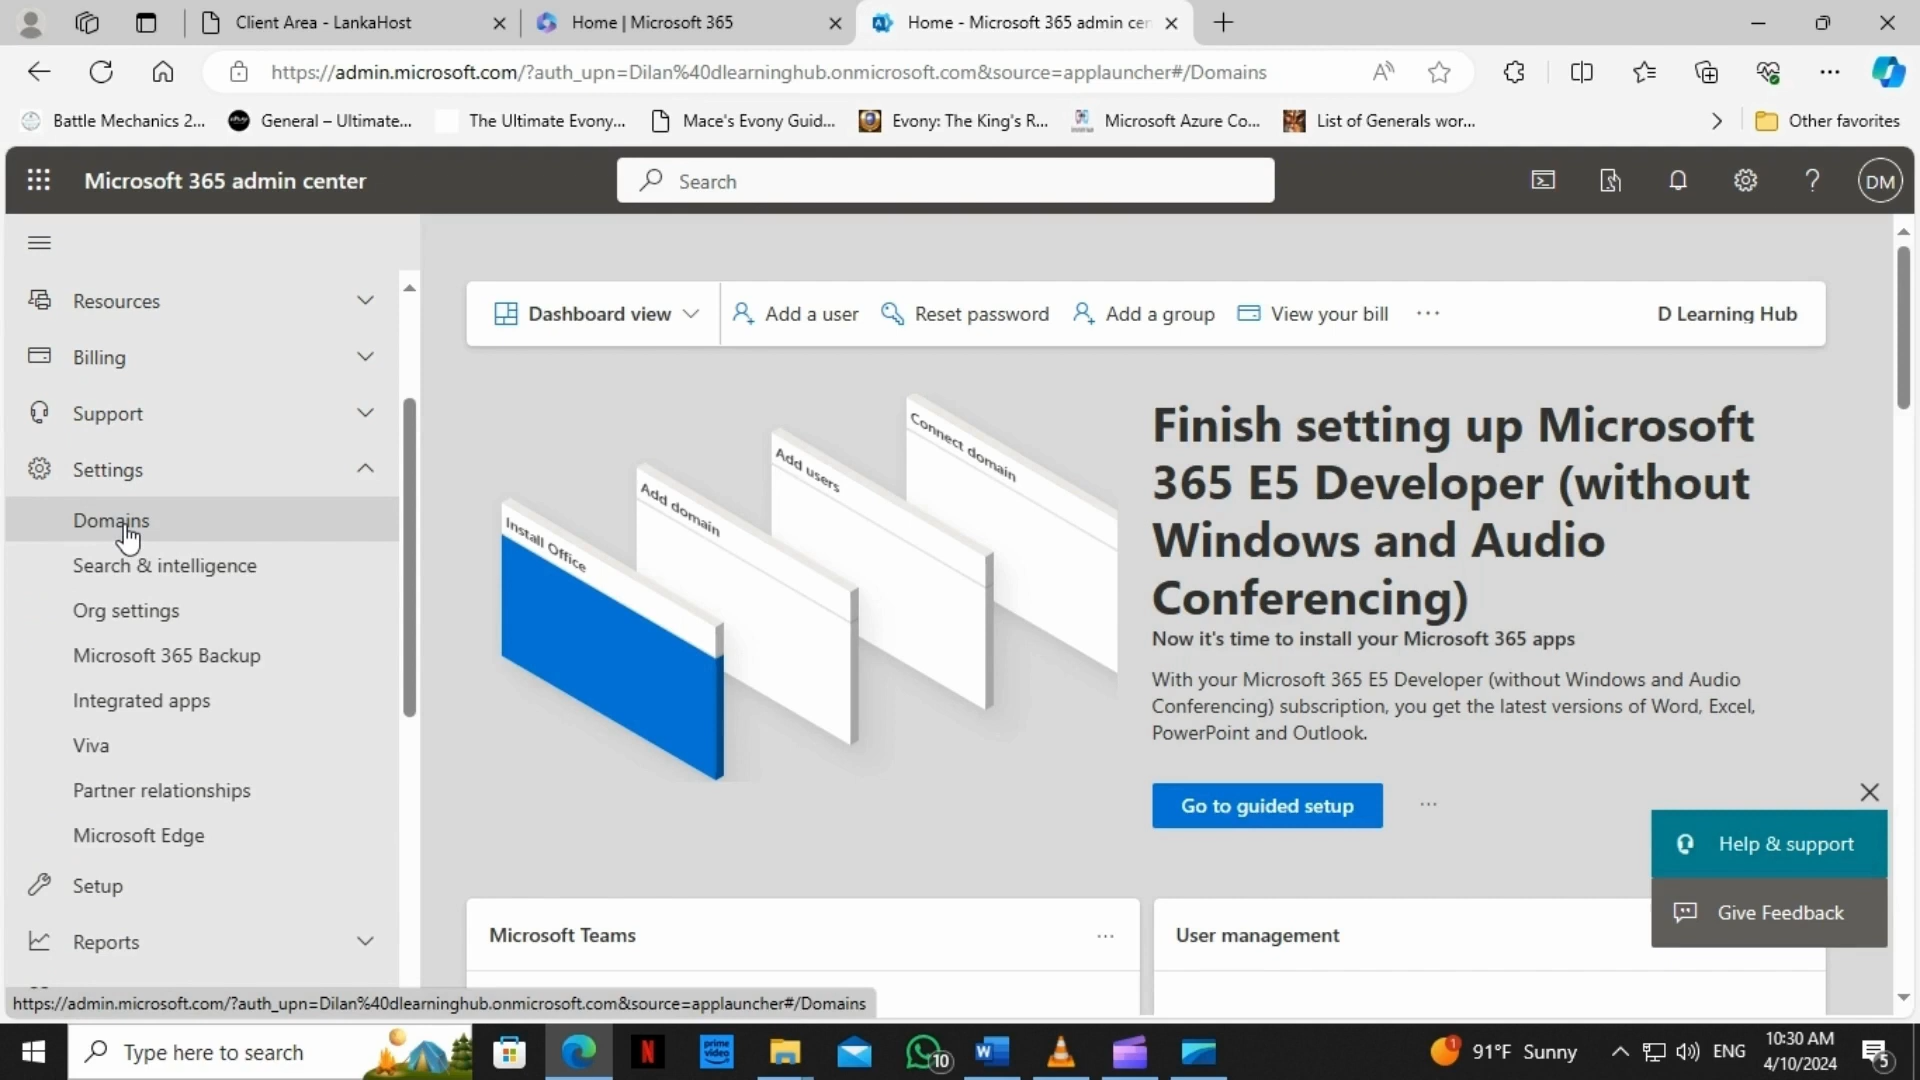 Client Area - LankaHost
Home | Microsoft 365
Home - Microsoft 365 admin cen
https://admin.microsoft.com/?auth_upn=Dilan%40dlearninghub.onmicrosoft.com&source=applauncher#/Domains
Battle Mechanics 2...
General – Ultimate...
The Ultimate Evony...
Mace's Evony Guid...
Evony: The King's R...
Microsoft Azure Co...
List of Generals wor...
Other favorites
Microsoft 365 admin center
Search
DM
Resources
Billing
Support
Settings
Domains
Search & intelligence
Org settings
Microsoft 365 Backup
Integrated apps
Viva
Partner relationships
Microsoft Edge
Setup
Reports
Dashboard view
Add a user
Reset password
Add a group
View your bill
D Learning Hub
Install Office
Add domain
Add users
Connect domain
Finish setting up Microsoft
365 E5 Developer (without
Windows and Audio
Conferencing)
Now it's time to install your Microsoft 365 apps
With your Microsoft 365 E5 Developer (without Windows and Audio
Conferencing) subscription, you get the latest versions of Word, Excel,
PowerPoint and Outlook.
Go to guided setup
Help & support
Give Feedback
Microsoft Teams
User management
https://admin.microsoft.com/?auth_upn=Dilan%40dlearninghub.onmicrosoft.com&source=applauncher#/Domains
Type here to search
prime video
10
1
91°F Sunny
ENG
10:30 AM
4/10/2024
5